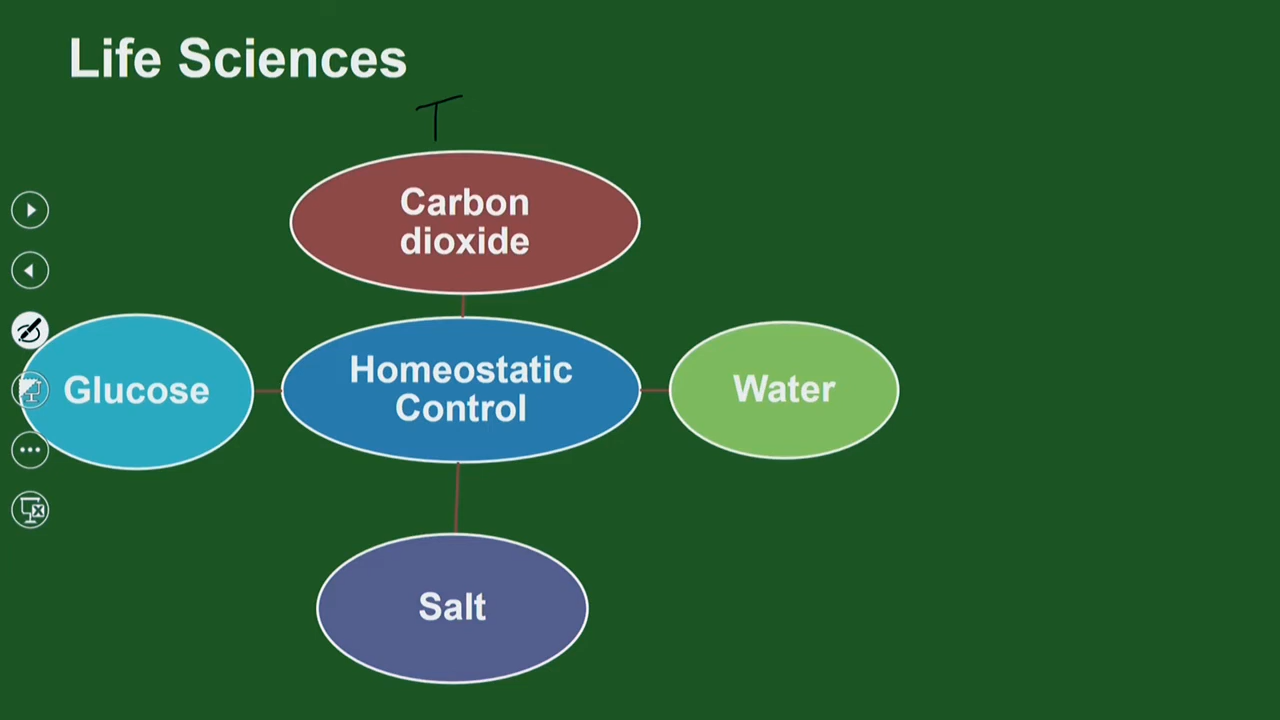 Life Sciences
T
Carbon
dioxide
Glucose
Homeostatic
Control
Water
Salt